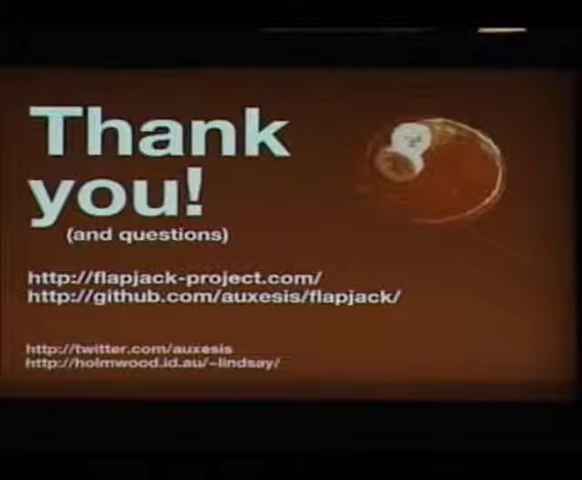 Thank
you!
(and questions)
http://flapjack-project.com/
http://github.com/auxesis/flapjack/
http://twitter.com/auxesis
http://holmwood.id.au/~lindsay/